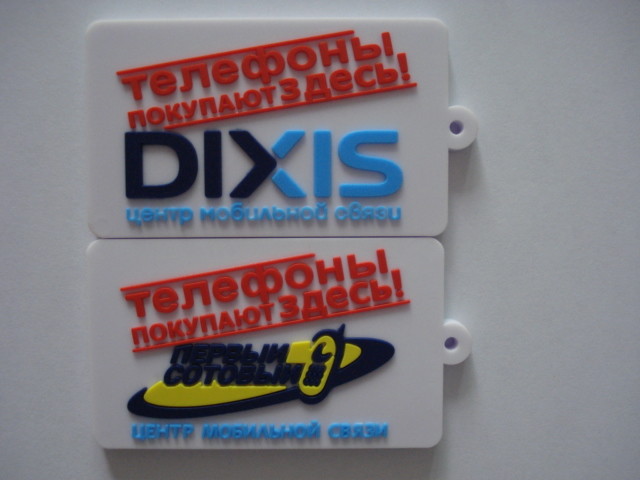 Телефоны
покупают здесь!
DIXIS
центр мобильной связи
Телефоны
покупают здесь!
ПЕРВЫЙ
СОТОВЫЙ
ЦЕНТР МОБИЛЬНОЙ СВЯЗИ